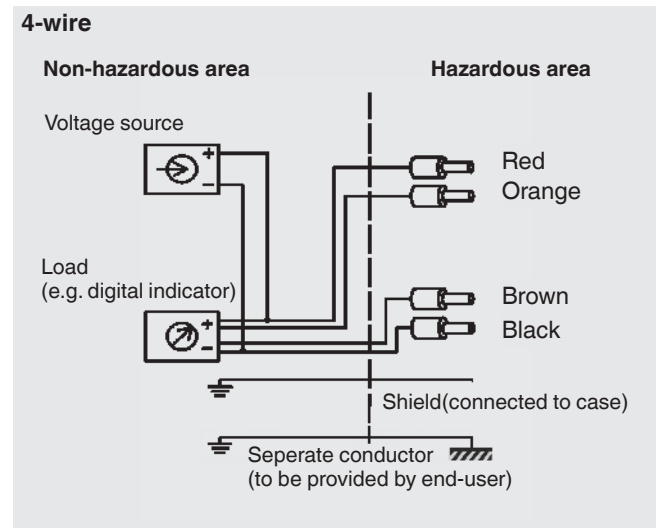 4-wire
Non-hazardous area
Hazardous area
Voltage source
+
−
Red
Orange
Load
(e.g. digital indicator)
+
−
Brown
Black
Shield(connected to case)
Seperate conductor
(to be provided by end-user)